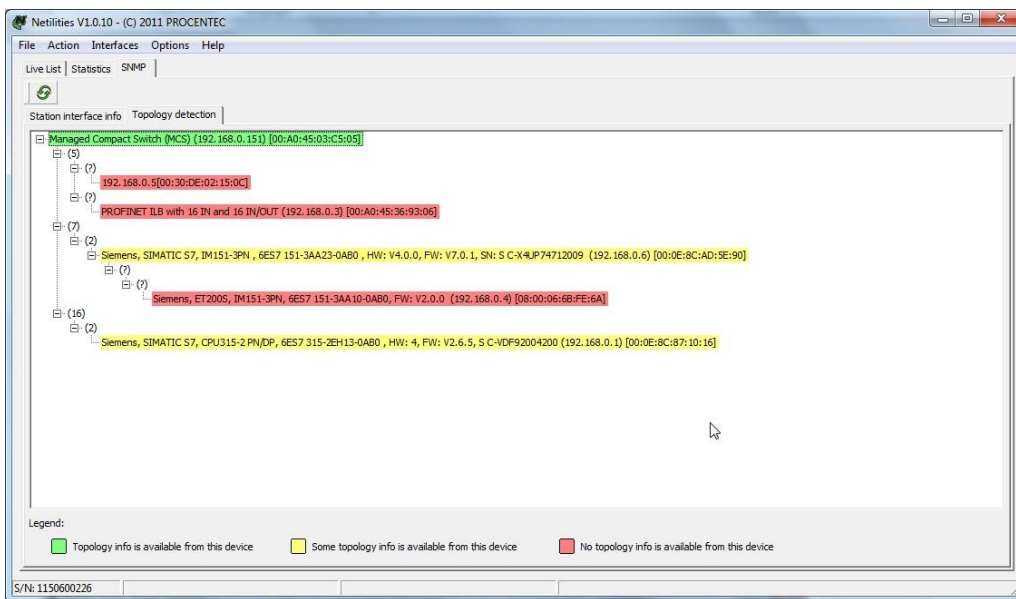 Netilities V1.0.10 - (C) 2011 PROCENTEC
File Action Interfaces Options Help
Live List Statistics SNMP
Station interface info Topology detection
Managed Compact Switch (MCS) (192.168.0.151) [00:A0:45:03:C5:05]
(5)
(?)
192.168.0.5[00:30:DE:02:15:0C]
(?)
PROFINET ILB with 16 IN and 16 IN/OUT (192.168.0.3) [00:A0:45:36:93:06]
(7)
(2)
Siemens, SIMATIC S7, IM151-3PN , 6ES7 151-3AA23-0AB0 , HW: V4.0.0, FW: V7.0.1, SN: S C-X4UP74712009 (192.168.0.6) [00:0E:8C:AD:5E:90]
(?)
(?)
Siemens, ET200S, IM151-3PN, 6ES7 151-3AA10-0AB0, FW: V2.0.0 (192.168.0.4) [08:00:06:6B:FE:6A]
(16)
(2)
Siemens, SIMATIC S7, CPU315-2 PN/DP, 6ES7 315-2EH13-0AB0 , HW: 4, FW: V2.6.5, S C-VDF92004200 (192.168.0.1) [00:0E:8C:87:10:16]
Legend:
Topology info is available from this device Some topology info is available from this device No topology info is available from this device
S/N: 1150600226